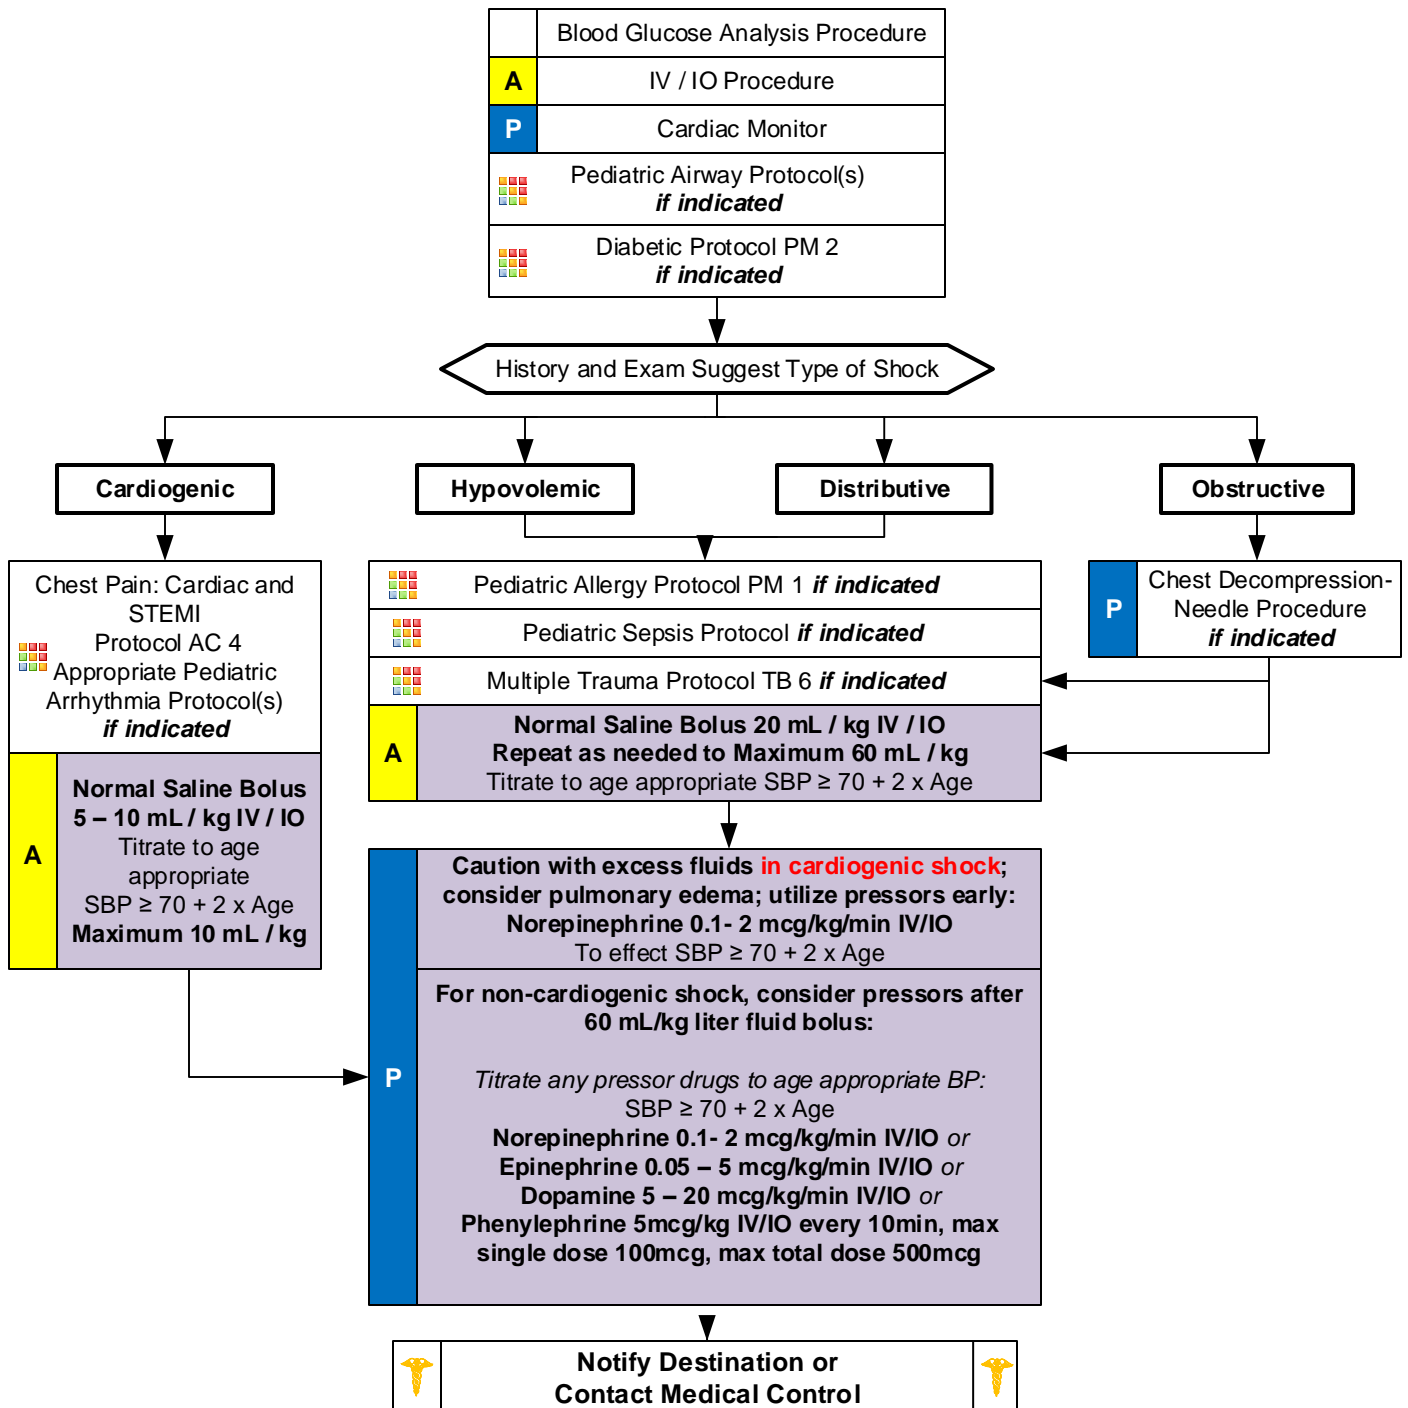 Blood Glucose Analysis Procedure
A
IV / IO Procedure
P
Cardiac Monitor
Pediatric Airway Protocol(s)
if indicated
Diabetic Protocol PM 2
if indicated
History and Exam Suggest Type of Shock
Cardiogenic
Hypovolemic
Distributive
Obstructive
Chest Pain: Cardiac and
STEMI
Protocol AC 4
Appropriate Pediatric
Arrhythmia Protocol(s)
if indicated
A
Normal Saline Bolus
5 – 10 mL / kg IV / IO
Titrate to age
appropriate
SBP ≥ 70 + 2 x Age
Maximum 10 mL / kg
Pediatric Allergy Protocol PM 1 if indicated
Pediatric Sepsis Protocol if indicated
Multiple Trauma Protocol TB 6 if indicated
A
Normal Saline Bolus 20 mL / kg IV / IO
Repeat as needed to Maximum 60 mL / kg
Titrate to age appropriate SBP ≥ 70 + 2 x Age
P
Chest Decompression-
Needle Procedure
if indicated
P
Caution with excess fluids in cardiogenic shock;
consider pulmonary edema; utilize pressors early:
Norepinephrine 0.1- 2 mcg/kg/min IV/IO
To effect SBP ≥ 70 + 2 x Age
For non-cardiogenic shock, consider pressors after
60 mL/kg liter fluid bolus:
Titrate any pressor drugs to age appropriate BP:
SBP ≥ 70 + 2 x Age
Norepinephrine 0.1- 2 mcg/kg/min IV/IO or
Epinephrine 0.05 – 5 mcg/kg/min IV/IO or
Dopamine 5 – 20 mcg/kg/min IV/IO or
Phenylephrine 5mcg/kg IV/IO every 10min, max
single dose 100mcg, max total dose 500mcg
Notify Destination or
Contact Medical Control